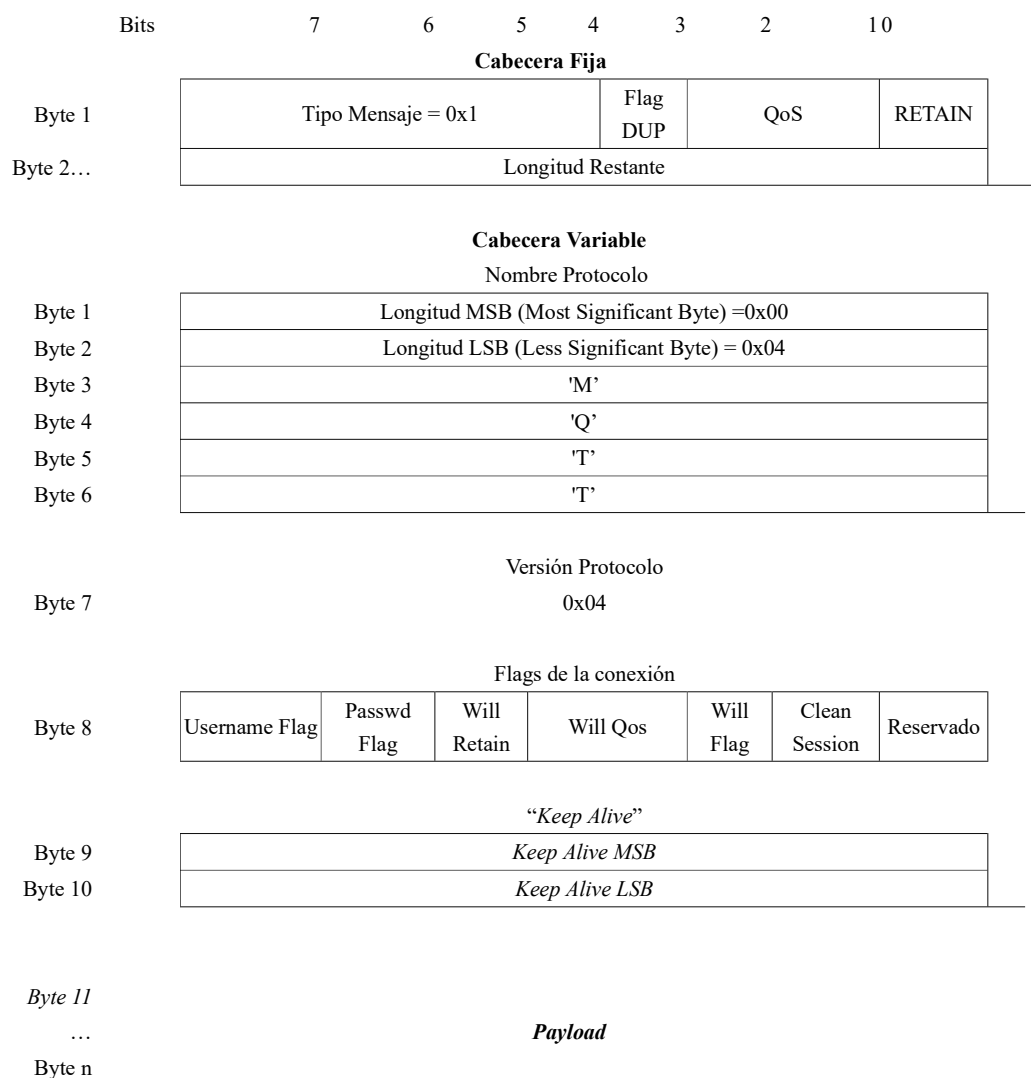 Bits 7 6 5 4 3 2 1 0
Cabecera Fija
Byte 1 Tipo Mensaje = 0x1 Flag DUP QoS RETAIN
Byte 2… Longitud Restante
Cabecera Variable
Nombre Protocolo
Byte 1 Longitud MSB (Most Significant Byte) =0x00
Byte 2 Longitud LSB (Less Significant Byte) = 0x04
Byte 3 'M’
Byte 4 'Q’
Byte 5 'T’
Byte 6 'T’
Versión Protocolo
Byte 7 0x04
Flags de la conexión
Byte 8 Username Flag Passwd Flag Will Retain Will Qos Will Flag Clean Session Reservado
“Keep Alive”
Byte 9 Keep Alive MSB
Byte 10 Keep Alive LSB
Byte 11
… Payload
Byte n